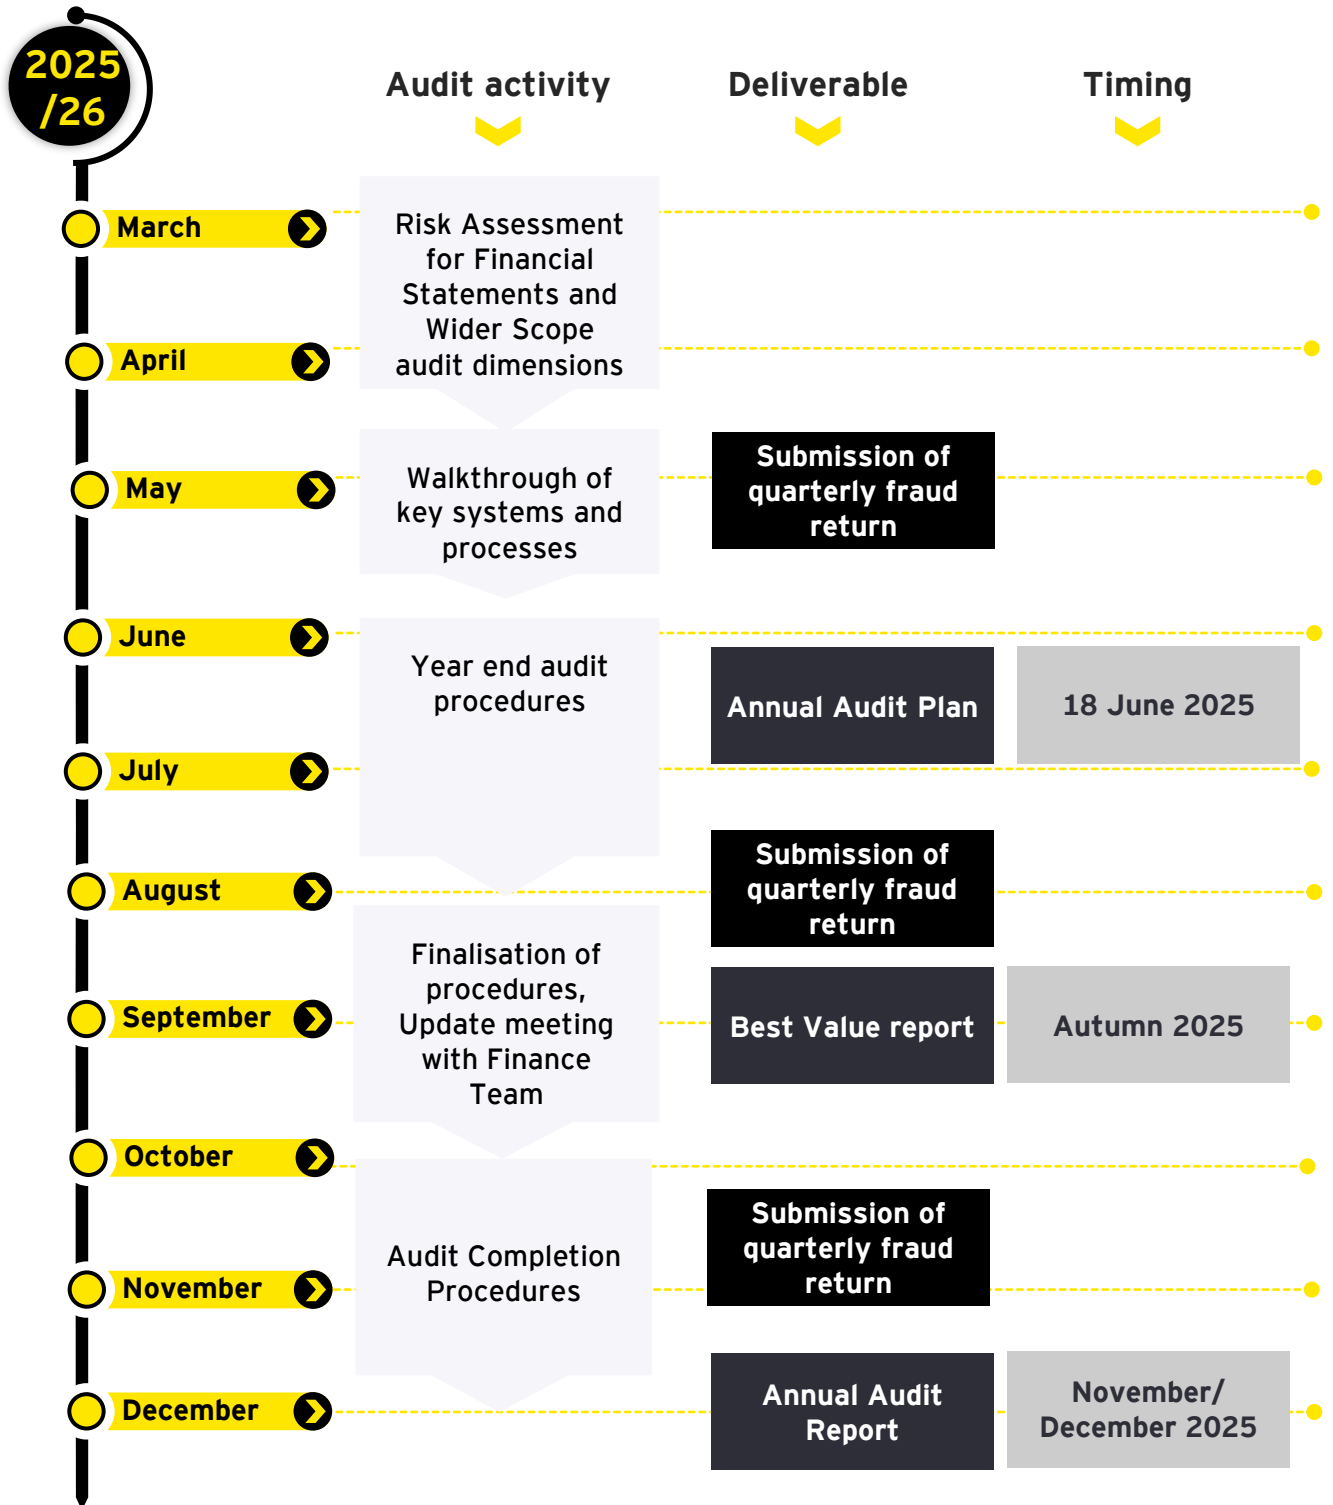 2025
/26
Audit activity
Deliverable
Timing
March
Risk Assessment
for Financial
Statements and
Wider Scope
audit dimensions
April
May
Walkthrough of
key systems and
processes
Submission of
quarterly fraud
return
June
Year end audit
procedures
Annual Audit Plan
18 June 2025
July
August
Submission of
quarterly fraud
return
September
Finalisation of
procedures,
Update meeting
with Finance
Team
Best Value report
Autumn 2025
October
November
Audit Completion
Procedures
Submission of
quarterly fraud
return
December
Annual Audit
Report
November/
December 2025